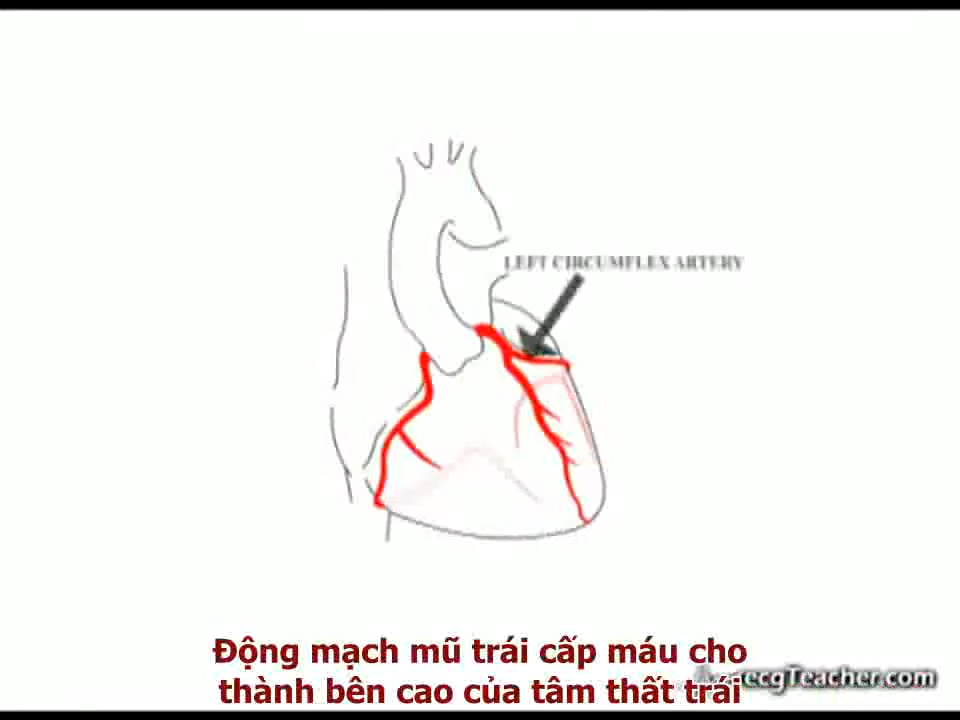 LEFT CIRCUMFLEX ARTERY
Động mạch mũ trái cấp máu cho
thành bên cao của tâm thất trái
ecgTeacher.com